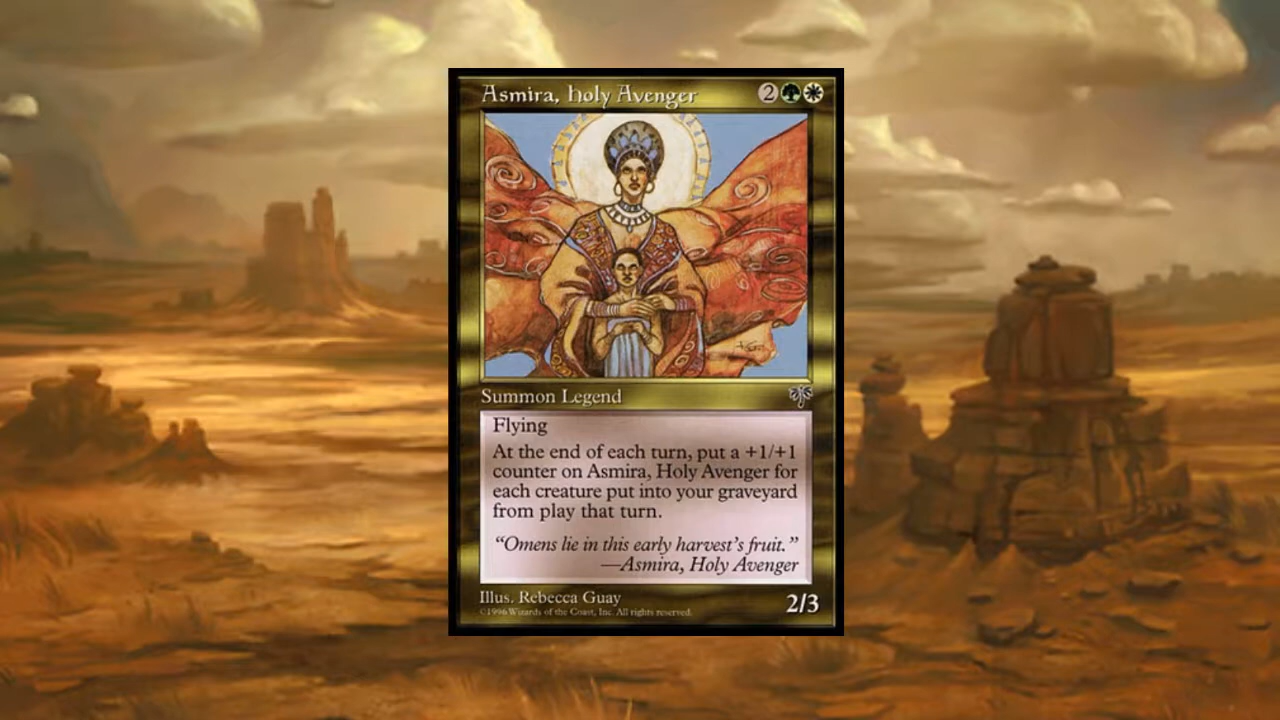 Asmira, Holy Avenger 2
Summon Legend
Flying
At the end of each turn, put a +1/+1
counter on Asmira, Holy Avenger for
each creature put into your graveyard
from play that turn.
“Omens lie in this early harvest’s fruit.”
—Asmira, Holy Avenger
Illus. Rebecca Guay
©1996 Wizards of the Coast, Inc. All rights reserved.
2/3